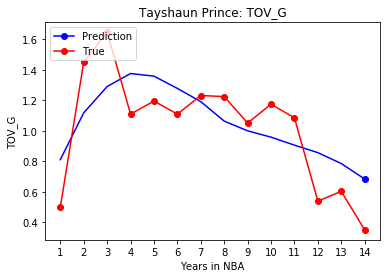 Tayshaun Prince: TOV_G
Prediction
True
TOV_G
1.6
1.4
1.2
1.0
0.8
0.6
0.4
1 2 3 4 5 6 7 8 9 10 11 12 13 14
Years in NBA